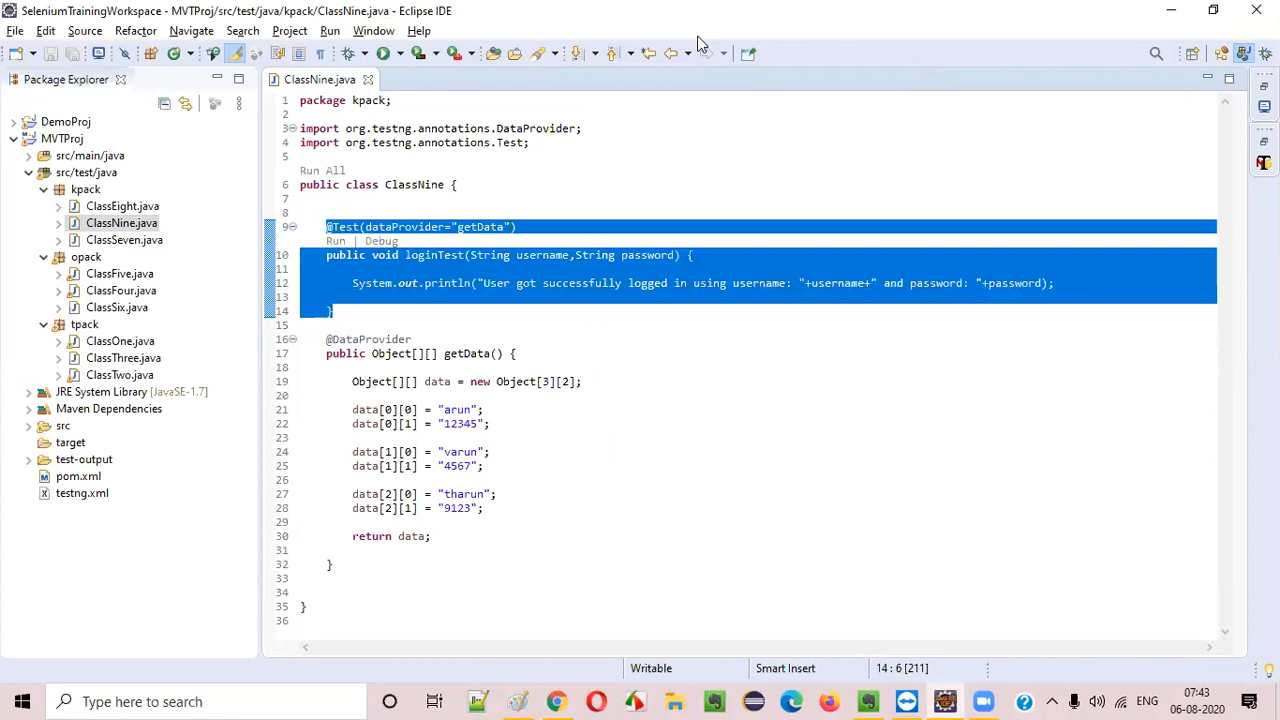 SeleniumTrainingWorkspace - MVTProj/src/test/java/kpack/ClassNine.java - Eclipse IDE
File Edit Source Refactor Navigate Search Project Run Window Help
Package Explorer
DemoProj
MVTProj
src/main/java
src/test/java
kpack
ClassEight.java
ClassNine.java
ClassSeven.java
opack
ClassFive.java
ClassFour.java
ClassSix.java
tpack
ClassOne.java
ClassThree.java
ClassTwo.java
JRE System Library [JavaSE-1.7]
Maven Dependencies
src
target
test-output
pom.xml
testng.xml
ClassNine.java
1 package kpack;
2
3 import org.testng.annotations.DataProvider;
4 import org.testng.annotations.Test;
5
Run All
6 public class ClassNine {
7
8
9 @Test(dataProvider="getData")
Run | Debug
10 public void loginTest(String username,String password) {
11
12 System.out.println("User got successfully logged in using username: "+username+" and password: "+password);
13
14 }
15
16 @DataProvider
17 public Object[][] getData() {
18
19 Object[][] data = new Object[3][2];
20
21 data[0][0] = "arun";
22 data[0][1] = "12345";
23
24 data[1][0] = "varun";
25 data[1][1] = "4567";
26
27 data[2][0] = "tharun";
28 data[2][1] = "9123";
29
30 return data;
31
32 }
33
34
35 }
36
Writable Smart Insert 14 : 6 [211]
Type here to search
ENG
07:43
06-08-2020